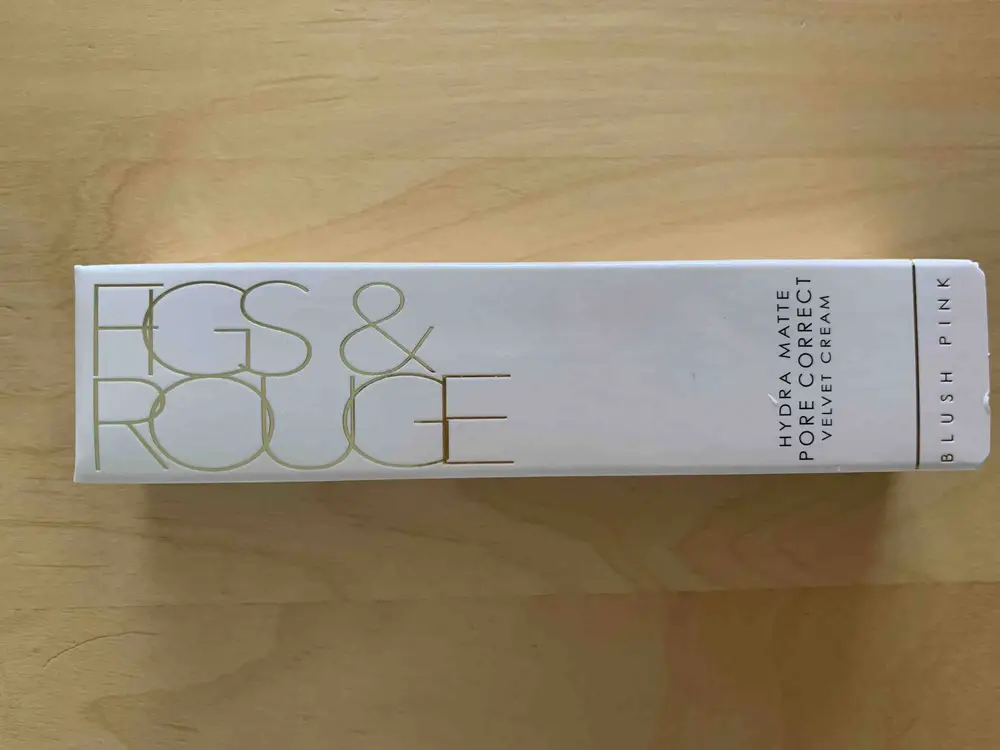 FIGS &
ROUGE
HYDRA MATTE
PORE CORRECT
VELVET CREAM
BLUSH PINK